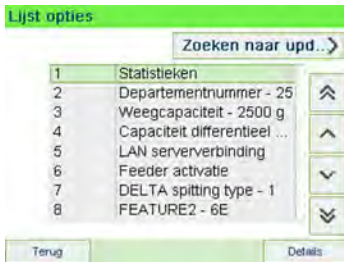 Lijst opties
Zoeken naar upd...
1 Statistieken
2 Departementnummer - 25
3 Weegcapaciteit - 2500 g
4 Capaciteit differentieel ...
5 LAN serververbinding
6 Feeder activatie
7 DELTA spitting type - 1
8 FEATURE2 - 6E
Terug Details